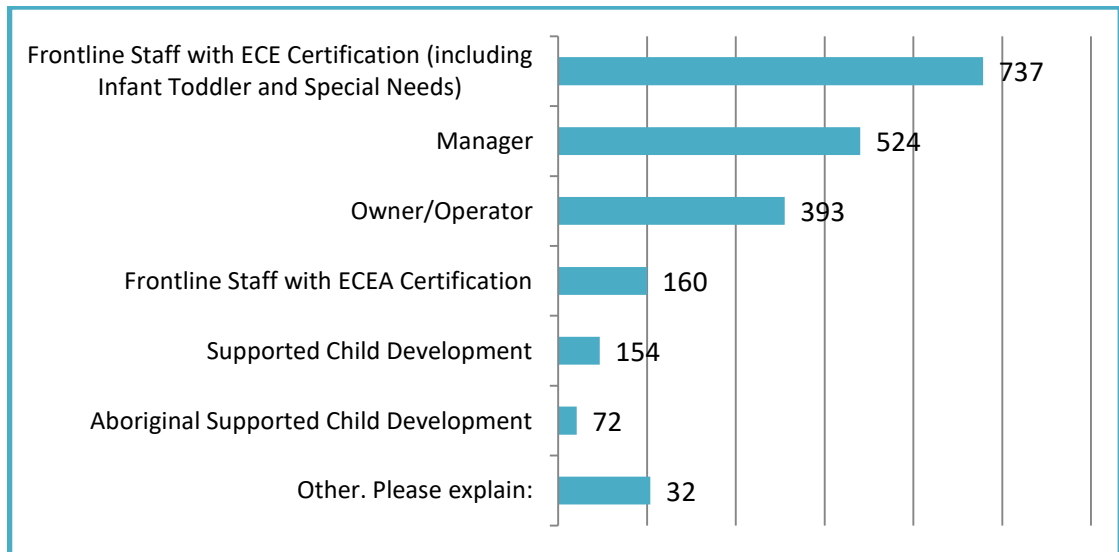 Frontline Staff with ECE Certification (including
Infant Toddler and Special Needs)
737
Manager
524
Owner/Operator
393
Frontline Staff with ECEA Certification
160
Supported Child Development
154
Aboriginal Supported Child Development
72
Other. Please explain:
32